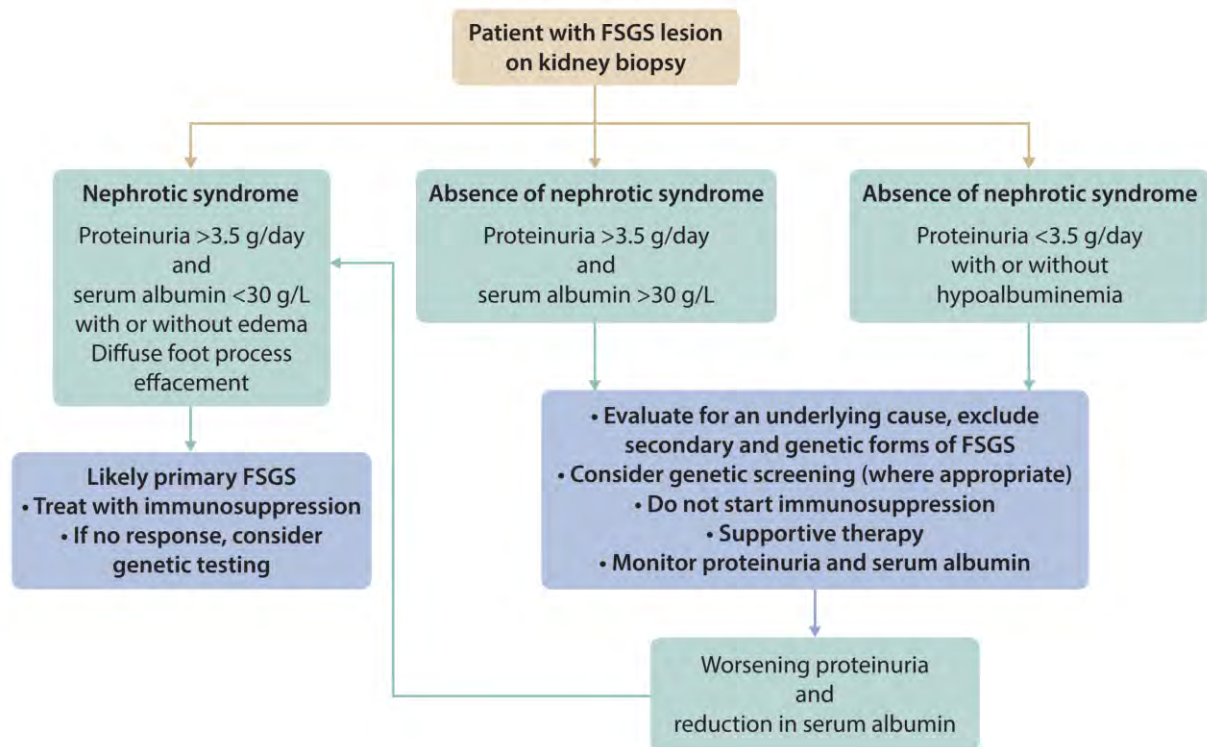 Patient with FSGS lesion
on kidney biopsy
Nephrotic syndrome
Proteinuria >3.5 g/day
and
serum albumin <30 g/L
with or without edema
Diffuse foot process
effacement
Absence of nephrotic syndrome
Proteinuria >3.5 g/day
and
serum albumin >30 g/L
Absence of nephrotic syndrome
Proteinuria <3.5 g/day
with or without
hypoalbuminemia
Likely primary FSGS
• Treat with immunosuppression
• If no response, consider
genetic testing
• Evaluate for an underlying cause, exclude
secondary and genetic forms of FSGS
• Consider genetic screening (where appropriate)
• Do not start immunosuppression
• Supportive therapy
• Monitor proteinuria and serum albumin
Worsening proteinuria
and
reduction in serum albumin